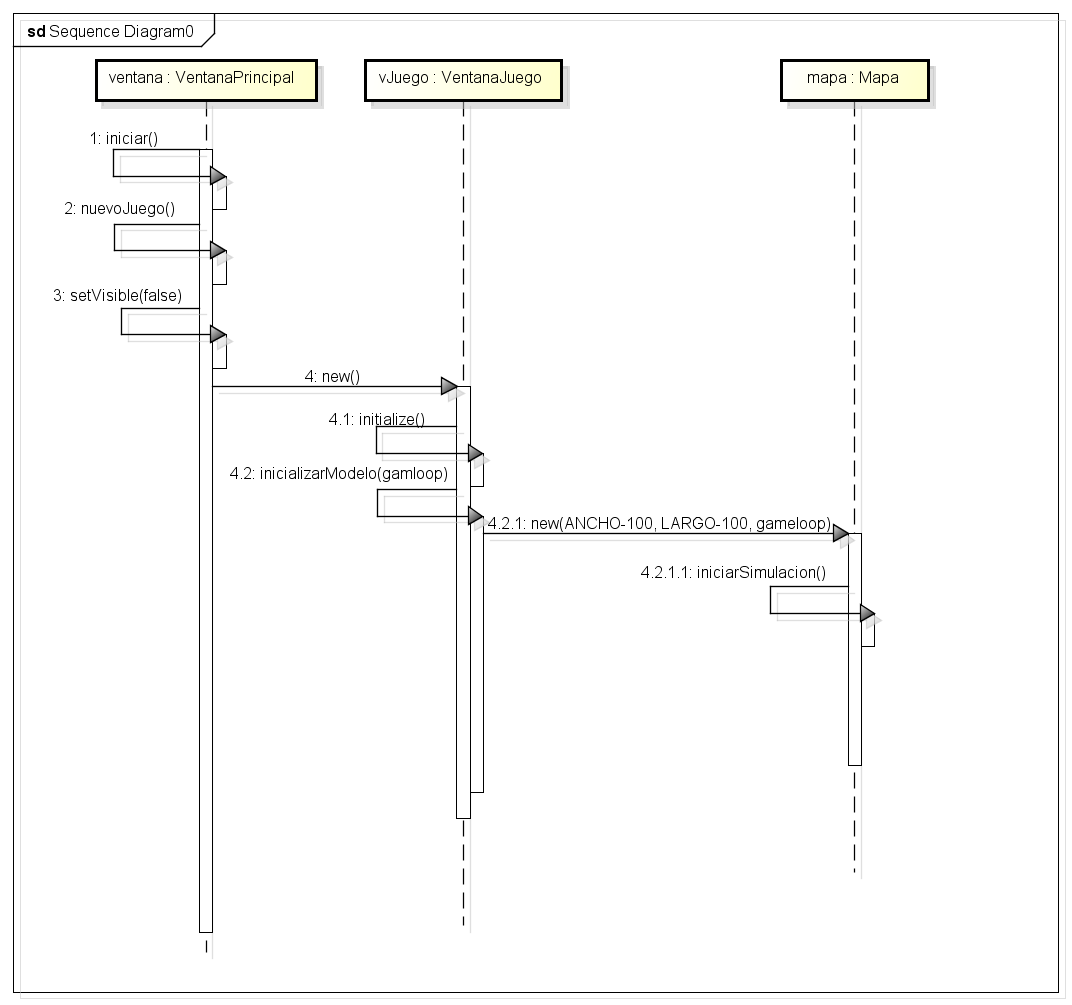 sd Sequence Diagram0
ventana : VentanaPrincipal
vJuego : VentanaJuego
mapa : Mapa
1: iniciar()
2: nuevoJuego()
3: setVisible(false)
4: new()
4.1: initialize()
4.2: inicializarModelo(gamloop)
4.2.1: new(ANCHO-100, LARGO-100, gameloop)
4.2.1.1: iniciarSimulacion()